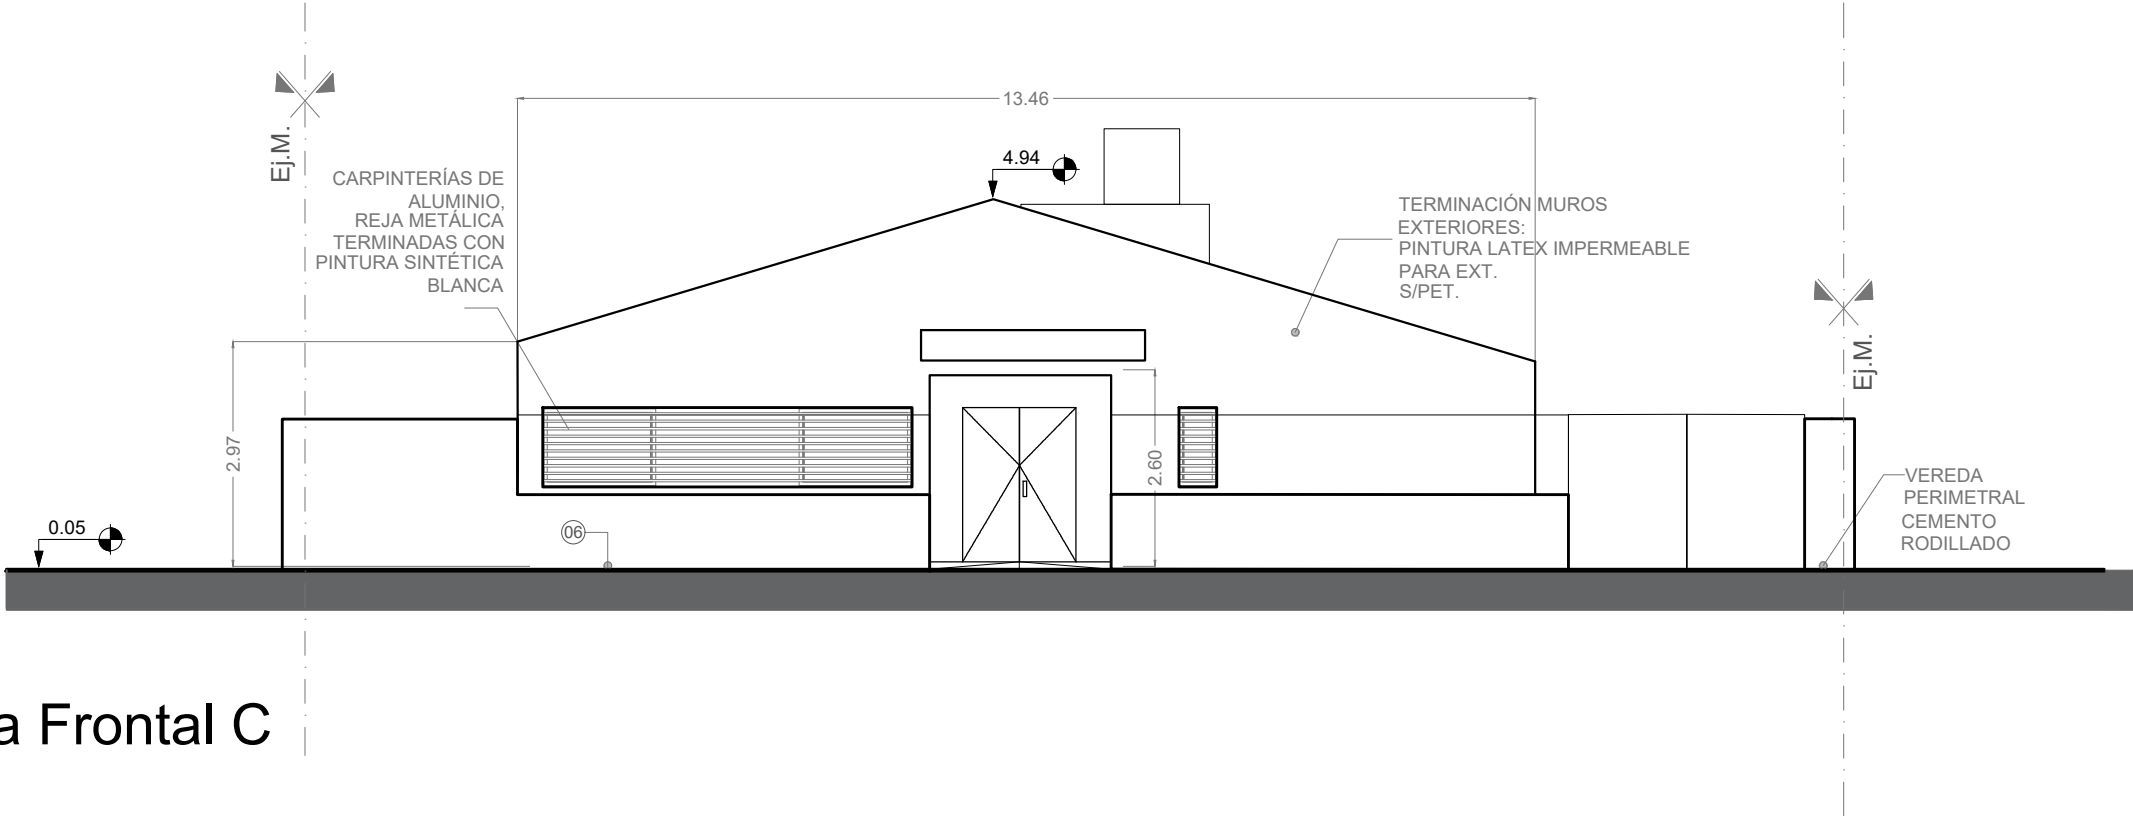 13.46
Ej.M.
4.94
CARPINTERÍAS DE
ALUMINIO,
REJA METÁLICA
TERMINADAS CON
PINTURA SINTÉTICA
BLANCA
TERMINACIÓN MUROS
EXTERIORES:
PINTURA LATEX IMPERMEABLE
PARA EXT.
S/PET.
Ej.M.
2.97
2.60
VEREDA
PERIMETRAL
CEMENTO
RODILLADO
0.05
06
a Frontal C